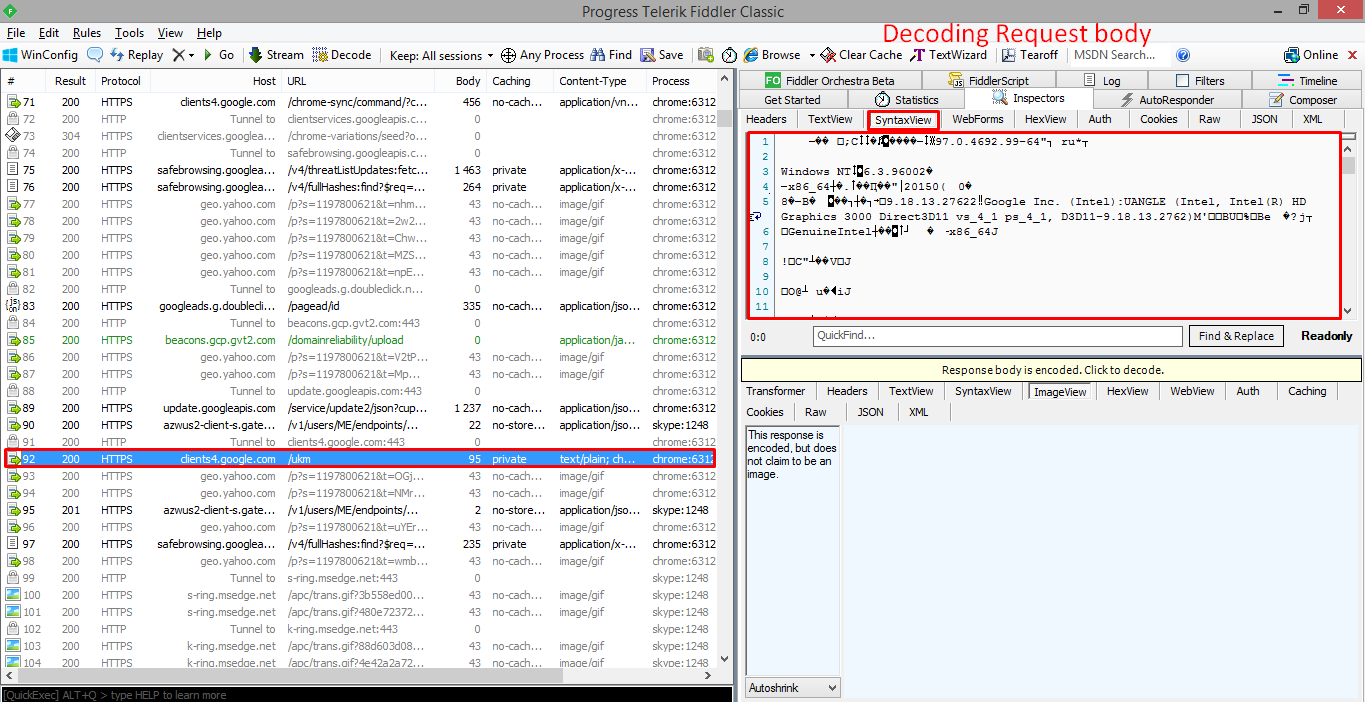 Progress Telerik Fiddler Classic
Decoding Request body
File Edit Rules Tools View Help
WinConfig Replay Go Stream Decode Keep: All sessions Any Process Find Save Browse Clear Cache TextWizard Tearoff MSDN Search... Online
# Result Protocol Host URL Body Caching Content-Type Process
71 200 HTTPS clients4.google.com /chrome-sync/command/?c... 456 no-cach... application/vn... chrome:6312
72 200 HTTP Tunnel to clientservices.googleapis.c... 0 chrome:6312
73 304 HTTPS clientservices.googlea... /chrome-variations/seed?o... 0 chrome:6312
74 200 HTTP Tunnel to safebrowsing.googleapis.c... 0 chrome:6312
75 200 HTTPS safebrowsing.googlea... /v4/threatListUpdates:fetc... 1 463 private application/x-... chrome:6312
76 200 HTTPS safebrowsing.googlea... /v4/fullHashes:find?$req=... 264 private application/x-... chrome:6312
77 200 HTTPS geo.yahoo.com /p?s=1197800621&t=nhm... 43 no-cach... image/gif chrome:6312
78 200 HTTPS geo.yahoo.com /p?s=1197800621&t=2w2... 43 no-cach... image/gif chrome:6312
79 200 HTTPS geo.yahoo.com /p?s=1197800621&t=Chw... 43 no-cach... image/gif chrome:6312
80 200 HTTPS geo.yahoo.com /p?s=1197800621&t=MZS... 43 no-cach... image/gif chrome:6312
81 200 HTTPS geo.yahoo.com /p?s=1197800621&t=npE... 43 no-cach... image/gif chrome:6312
82 200 HTTP Tunnel to googleads.g.doubleclick.n... 0 chrome:6312
83 200 HTTPS googleads.g.doublecli... /pagead/id 335 no-cach... application/jso... chrome:6312
84 200 HTTP Tunnel to beacons.gcp.gvt2.com:443 0 chrome:6312
85 200 HTTPS beacons.gcp.gvt2.com /domainreliability/upload 0 application/ja... chrome:6312
86 200 HTTPS geo.yahoo.com /p?s=1197800621&t=V2tP... 43 no-cach... image/gif chrome:6312
87 200 HTTPS geo.yahoo.com /p?s=1197800621&t=Mp... 43 no-cach... image/gif chrome:6312
88 200 HTTP Tunnel to update.googleapis.com:443 0 chrome:6312
89 200 HTTPS update.googleapis.com /service/update2/json?cup... 1 237 no-cach... application/jso... chrome:6312
90 200 HTTPS azwus2-client-s.gate... /v1/users/ME/endpoints/... 22 no-store... application/jso... skype:1248
91 200 HTTP Tunnel to clients4.google.com:443 0 chrome:6312
92 200 HTTPS clients4.google.com /ukm 95 private text/plain; ch... chrome:6312
93 200 HTTPS geo.yahoo.com /p?s=1197800621&t=OGj... 43 no-cach... image/gif chrome:6312
94 200 HTTPS geo.yahoo.com /p?s=1197800621&t=NMr... 43 no-cach... image/gif chrome:6312
95 201 HTTPS azwus2-client-s.gate... /v1/users/ME/endpoints/... 2 no-store... application/jso... skype:1248
96 200 HTTPS geo.yahoo.com /p?s=1197800621&t=uYEr... 43 no-cach... image/gif chrome:6312
97 200 HTTPS safebrowsing.googlea... /v4/fullHashes:find?$req=... 235 private application/x-... chrome:6312
98 200 HTTPS geo.yahoo.com /p?s=1197800621&t=wmb... 43 no-cach... image/gif chrome:6312
99 200 HTTP Tunnel to s-ring.msedge.net:443 0 skype:1248
100 200 HTTPS s-ring.msedge.net /apc/trans.gif?3b558ed00... 43 no-cach... image/gif skype:1248
101 200 HTTPS s-ring.msedge.net /apc/trans.gif?480e72372... 43 no-cach... image/gif skype:1248
102 200 HTTP Tunnel to k-ring.msedge.net:443 0 skype:1248
103 200 HTTPS k-ring.msedge.net /apc/trans.gif?88d603d08... 43 no-cach... image/gif skype:1248
104 200 HTTPS k-ring.msedge.net /apc/trans.gif?4e42a2a72... 43 no-cach... image/gif skype:1248
[QuickExec] ALT+Q > type HELP to learn more
FO Fiddler Orchestra Beta FiddlerScript Log Filters Timeline
Get Started Statistics Inspectors AutoResponder Composer
Headers TextView SyntaxView WebForms HexView Auth Cookies Raw JSON XML
1 97.0.4692.99-64" ru*
2
3 Windows NT 6.3.96002
4 x86_64 "20150( 0
5 8 B 9.18.13.27622 Google Inc. (Intel):UANGLE (Intel, Intel(R) HD
Graphics 3000 Direct3D11 vs_4_1 ps_4_1, D3D11-9.18.13.2762)M' BU Be ?j
6 GenuineIntel -x86_64J
7
8 ! C" V J
9
10 O@ u iJ
11
0:0 QuickFind... Find & Replace Readonly
Response body is encoded. Click to decode.
Transformer Headers TextView SyntaxView ImageView HexView WebView Auth Caching
Cookies Raw JSON XML
This response is
encoded, but does
not claim to be an
image.
Autoshrink